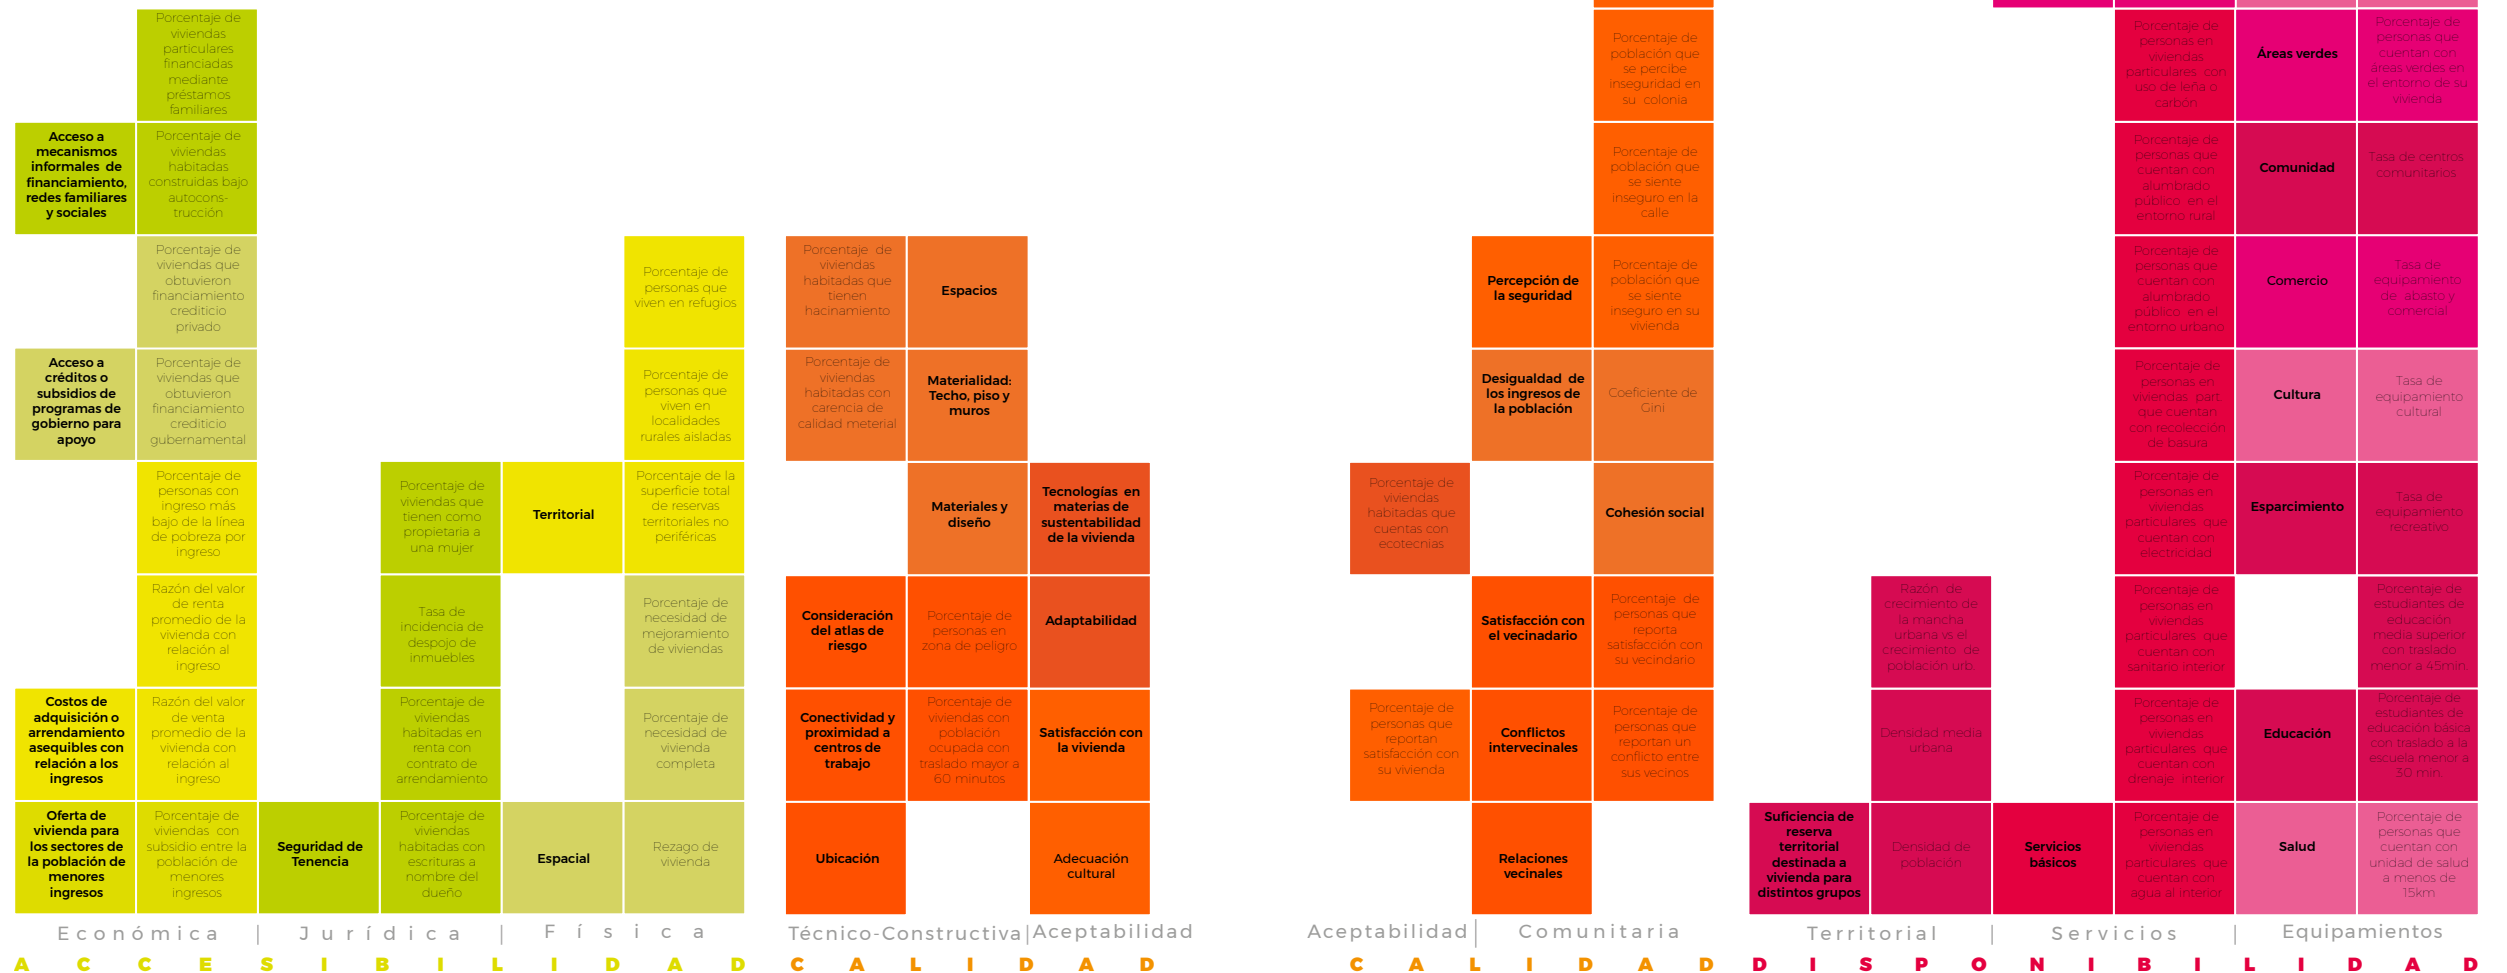 Porcentaje de
viviendas
particulares
financiadas
mediante
préstamos
familiares
Acceso a
mecanismos
informales de
financiamiento,
redes familiares
y sociales
Porcentaje de
viviendas
habitadas
construidas bajo
autocons-
trucción
Porcentaje de
viviendas que
obtuvieron
financiamiento
crediticio
privado
Acceso a
créditos o
subsidios de
programas de
gobierno para
apoyo
Porcentaje de
viviendas que
obtuvieron
financiamiento
crediticio
gubernamental
Porcentaje de
personas con
ingreso más
bajo de la línea
de pobreza por
ingreso
Razón del valor
de renta
promedio de la
vivienda con
relación al
ingreso
Costos de
adquisición o
arrendamiento
asequibles con
relación a los
ingresos
Razón del valor
de venta
promedio de la
vivienda con
relación al
ingreso
Oferta de
vivienda para
los sectores de
la población de
menores
ingresos
Porcentaje de
viviendas con
subsidio entre la
población de
menores
ingresos
Seguridad de
Tenencia
Porcentaje de
viviendas que
tienen como
propietaria a
una mujer
Tasa de
incidencia de
despojo de
inmuebles
Porcentaje de
viviendas
habitadas en
renta con
contrato de
arrendamiento
Porcentaje de
viviendas
habitadas con
escrituras a
nombre del
dueño
Territorial
Espacial
Porcentaje de
personas que
viven en refugios
Porcentaje de
personas que
viven en
localidades
rurales aisladas
Porcentaje de la
superficie total
de reservas
territoriales no
periféricas
Porcentaje de
necesidad de
mejoramiento
de viviendas
Porcentaje de
necesidad de
vivienda
completa
Rezago de
vivienda
Económica | Jurídica | Física
ACCESIBILIDAD
Porcentaje de
viviendas
habitadas que
tienen
hacinamiento
Espacios
Porcentaje de
viviendas
habitadas con
carencia de
calidad meterial
Materialidad:
Techo, piso y
muros
Materiales y
diseño
Tecnologías en
materias de
sustentabilidad
de la vivienda
Consideración
del atlas de
riesgo
Porcentaje de
personas en
zona de peligro
Adaptabilidad
Conectividad y
proximidad a
centros de
trabajo
Porcentaje de
viviendas con
población
ocupada con
traslado mayor a
60 minutos
Satisfacción con
la vivienda
Ubicación
Adecuación
cultural
Técnico-Constructiva|Aceptabilidad
CALIDAD
Porcentaje de
población que
se percibe
inseguridad en
su colonia
Porcentaje de
población que
se siente
inseguro en la
calle
Percepción de
la seguridad
Porcentaje de
población que
se siente
inseguro en su
vivienda
Desigualdad de
los ingresos de
la población
Coeficiente de
Gini
Porcentaje de
viviendas
habitadas que
cuentas con
ecotecnias
Cohesión social
Satisfacción con
el vecinadario
Porcentaje de
personas que
reporta
satisfacción con
su vecindario
Porcentaje de
personas que
reportan
satisfacción con
su vivienda
Conflictos
intervecinales
Porcentaje de
personas que
reportan un
conflicto entre
sus vecinos
Relaciones
vecinales
Aceptabilidad| Comunitaria
CALIDAD
Porcentaje de
personas en
viviendas
particulares con
uso de leña o
carbón
Áreas verdes
Porcentaje de
personas que
cuentan con
áreas verdes en
el entorno de su
vivienda
Porcentaje de
personas que
cuentan con
alumbrado
público en el
entorno rural
Comunidad
Tasa de centros
comunitarios
Porcentaje de
personas que
cuentan con
alumbrado
público en el
entorno urbano
Comercio
Tasa de
equipamiento
de abasto y
comercial
Porcentaje de
personas en
viviendas part.
que cuentan
con recolección
de basura
Cultura
Tasa de
equipamiento
cultural
Porcentaje de
personas en
viviendas
particulares que
cuentan con
electricidad
Esparcimiento
Tasa de
equipamiento
recreativo
Razón de
crecimiento de
la mancha
urbana vs el
crecimiento de
población urb.
Porcentaje de
personas en
viviendas
particulares que
cuentan con
sanitario interior
Porcentaje de
estudiantes de
educación
media superior
con traslado
menor a 45min.
Densidad media
urbana
Porcentaje de
personas en
viviendas
particulares que
cuentan con
drenaje interior
Educación
Porcentaje de
estudiantes de
educación básica
con traslado a la
escuela menor a
30 min.
Suficiencia de
reserva
territorial
destinada a
vivienda para
distintos grupos
Densidad de
población
Servicios
básicos
Porcentaje de
personas en
viviendas
particulares que
cuentan con
agua al interior
Salud
Porcentaje de
personas que
cuentan con
unidad de salud
a menos de
15km
Territorial | Servicios | Equipamientos
DISPONIBILIDAD